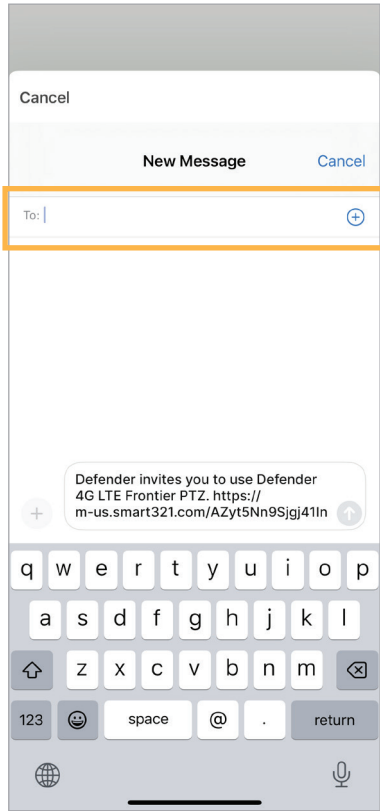 Cancel
New Message Cancel
To:
Defender invites you to use Defender
4G LTE Frontier PTZ. https://
m-us.smart321.com/AZyt5Nn9Sjgj41In
q w e r t y u i o p
a s d f g h j k l
z x c v b n m
123 space @ . return